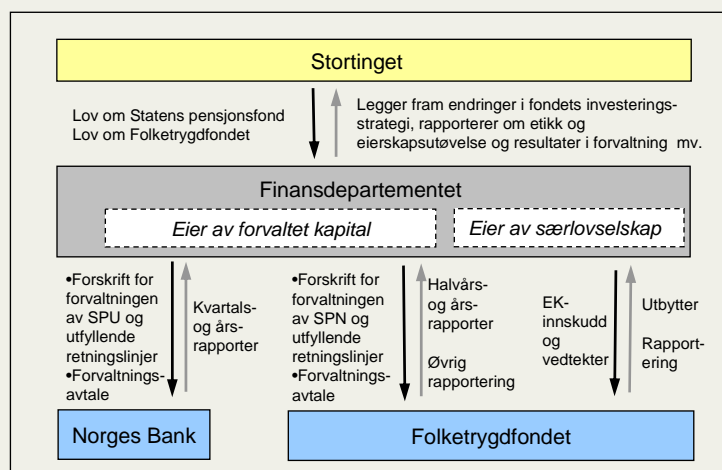 Stortinget
Lov om Statens pensjonsfond
Lov om Folketrygdfondet
Legger fram endringer i fondets investerings-
strategi, rapporterer om etikk og
eierskapsutøvelse og resultater i forvaltning mv.
Finansdepartementet
Eier av forvaltet kapital
Eier av særlovselskap
•Forskrift for
forvaltningen
av SPU og
utfyllende
retningslinjer
•Forvaltnings-
avtale
Kvartals-
og års-
rapporter
•Forskrift for
forvaltningen
av SPN og
utfyllende
retningslinjer
•Forvaltnings-
avtale
Halvårs-
og års-
rapporter
Øvrig
rapportering
EK-
innskudd
og
vedtekter
Utbytter
Rapport-
ering
Norges Bank
Folketrygdfondet